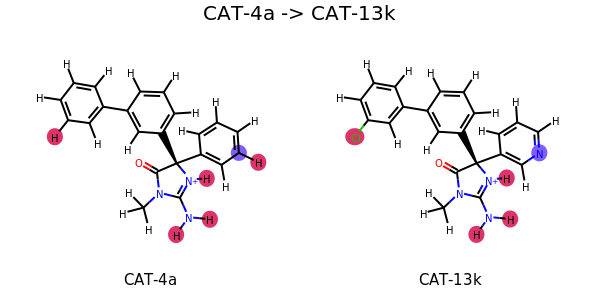 CAT-4a -> CAT-13k
H H H H H H H H H H H H H H H O N N+ H N H H H H H
H H H H H H H H H H H H N O N N+ H N H H H H H
CAT-4a CAT-13k